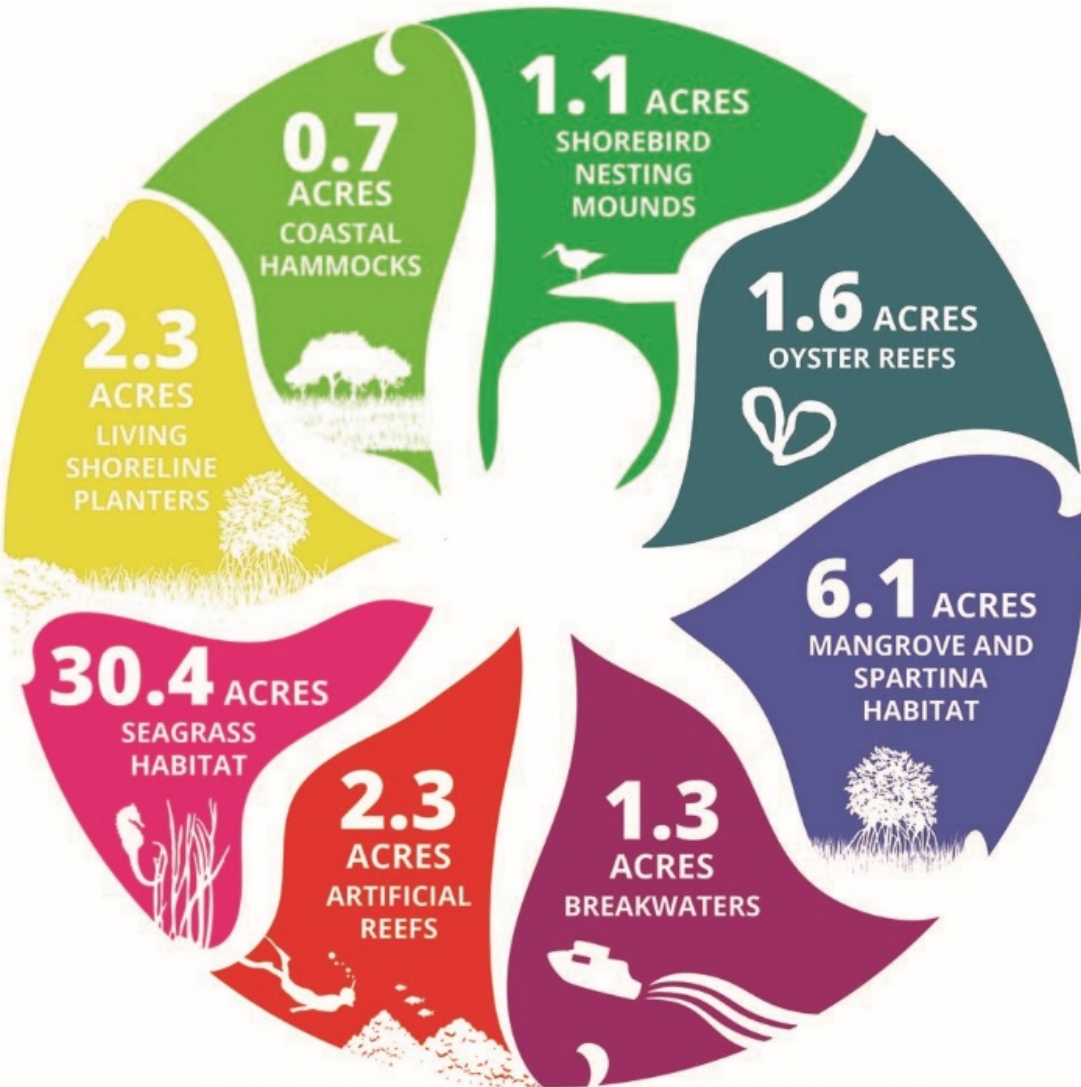 1.1 ACRES
SHOREBIRD
NESTING
MOUNDS
1.6 ACRES
OYSTER REEFS
6.1 ACRES
MANGROVE AND
SPARTINA
HABITAT
1.3
ACRES
BREAKWATERS
2.3
ACRES
ARTIFICIAL
REEFS
30.4 ACRES
SEAGRASS
HABITAT
2.3
ACRES
LIVING
SHORELINE
PLANTERS
0.7
ACRES
COASTAL
HAMMOCKS